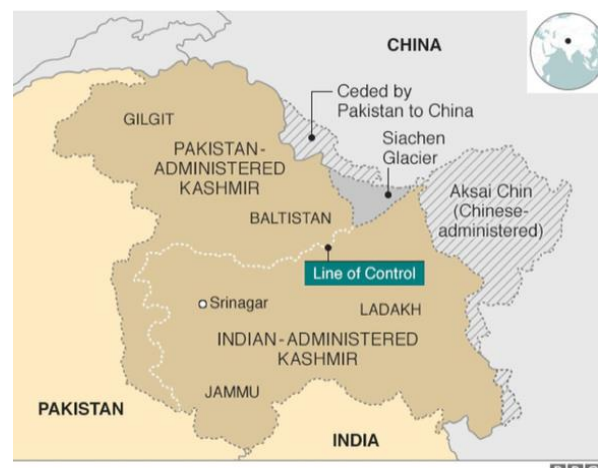 CHINA
Ceded by
Pakistan to China
Siachen
Glacier
GILGIT
PAKISTAN-
ADMINISTERED
KASHMIR
Aksai Chin
(Chinese-
administered)
BALTISTAN
Line of Control
Srinagar
LADAKH
INDIAN-ADMINISTERED
KASHMIR
JAMMU
PAKISTAN
INDIA